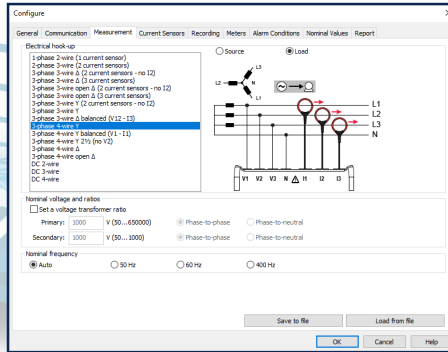 Configure
General Communication Measurement Current Sensors Recording Meters Alarm Conditions Nominal Values Report
Electrical hook-up
1-phase 2-wire (1 current sensor)
2-phase 3-wire (2 current sensors)
3-phase 3-wire Δ (2 current sensors - no I2)
3-phase 3-wire Δ (3 current sensors)
3-phase 3-wire open Δ (2 current sensors - no I2)
3-phase 3-wire open Δ (3 current sensors)
3-phase 3-wire Y (2 current sensors - no I2)
3-phase 3-wire Y
3-phase 3-wire Δ balanced (V12 - I3)
3-phase 4-wire Y
3-phase 4-wire Y balanced (V1 - I1)
3-phase 4-wire Y 2½ (no V2)
3-phase 4-wire Δ
3-phase 4-wire open Δ
DC 2-wire
DC 3-wire
DC 4-wire
Source Load
L3
L2 N
L1
L1
L2
L3
N
V1 V2 V3 N I1 I3
Nominal voltage and ratios
Set a voltage transformer ratio
Primary: 1000 V (50...650000) Phase-to-phase Phase-to-neutral
Secondary: 1000 V (50...1000) Phase-to-phase Phase-to-neutral
Nominal frequency
Auto 50 Hz 60 Hz 400 Hz
Save to file Load from file
OK Cancel Help